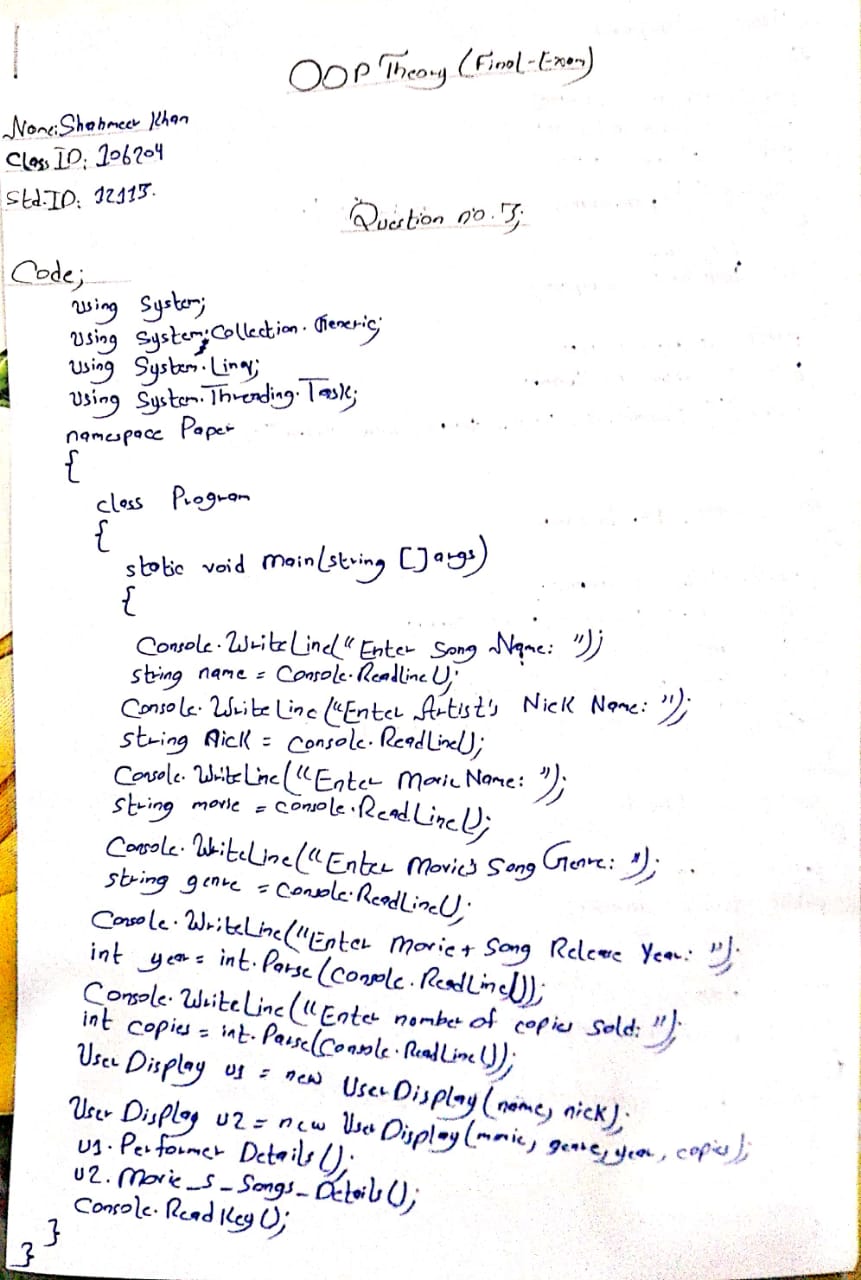 OOP Theory (Final-Exam)
Name: Shahmeer Khan
Class ID: 106204
Std.ID: 12115.
Question no. 3;
Code;
using System;
using System.Collection.Generic;
using System.Linq;
using System.Threading.Task;
namespace Paper
{
class Program
{
static void main(string []args)
{
Console.WriteLine("Enter Song Name: ");
string name = Console.Readline();
Console.WriteLine("Enter Artist's Nick Name: ");
string Nick = Console.ReadLine();
Console.WriteLine("Enter Movie Name: ");
string movie = console.ReadLine();
Console.WriteLine("Enter Movie's Song Genre: ");
string genre = console.ReadLine();
Console.WriteLine("Enter Movie + Song Release Year: ");
int year = int.Parse(console.ReadLine());
Console.WriteLine("Enter number of copies sold: ");
int copies = int.Parse(Console.ReadLine());
User Display u1 = new UserDisplay(name, nick);
User Display u2 = new User Display(movie, genre, year, copies);
u1.Performer Details();
u2.Movie_s_Songs_Details();
Console.ReadKey();
}
}